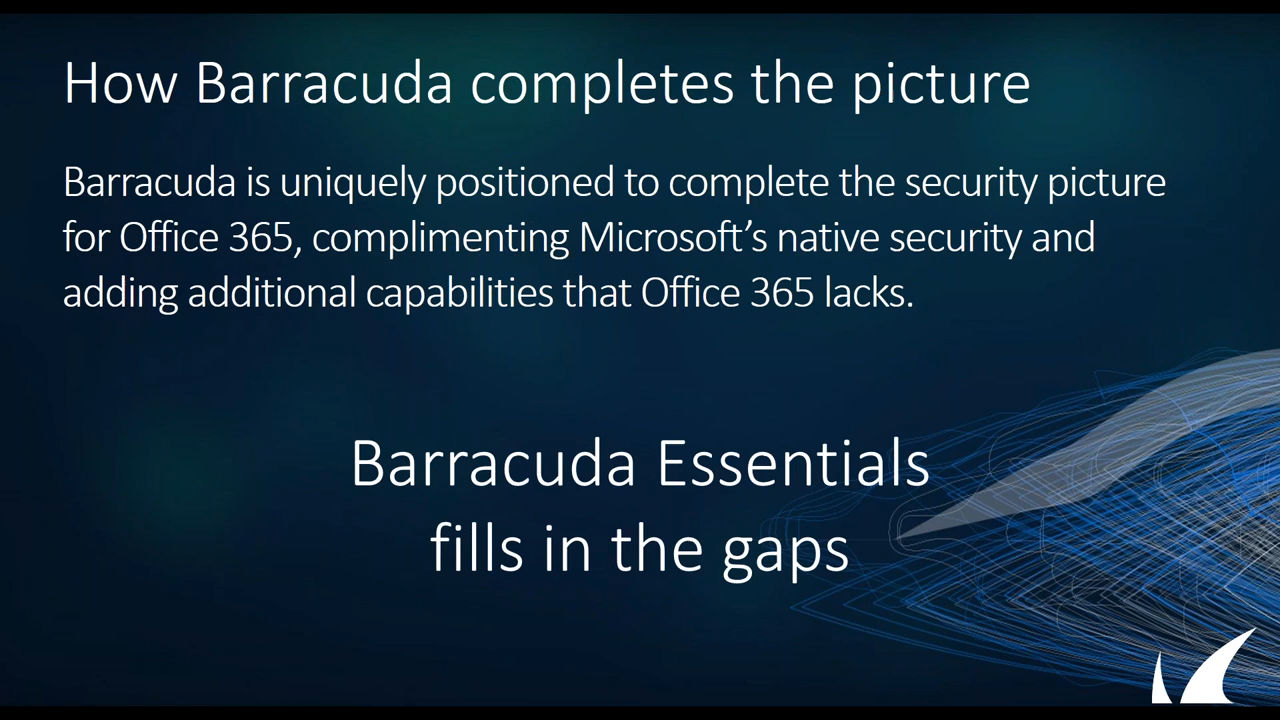 How Barracuda completes the picture
Barracuda is uniquely positioned to complete the security picture
for Office 365, complimenting Microsoft’s native security and
adding additional capabilities that Office 365 lacks.
Barracuda Essentials
fills in the gaps